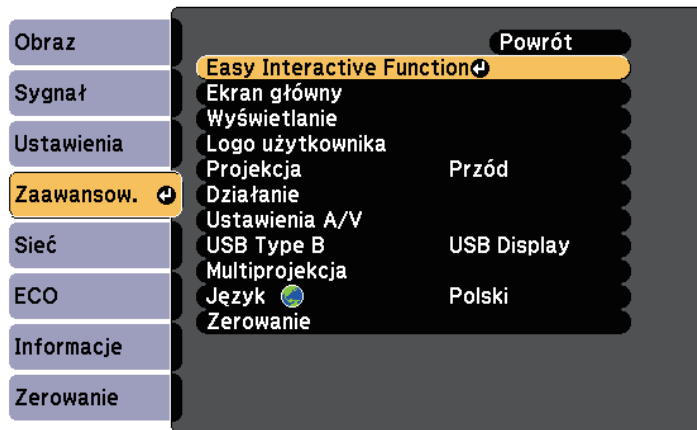 Obraz
Sygnał
Ustawienia
Zaawansow.
Sieć
ECO
Informacje
Zerowanie
Powrót
Easy Interactive Function
Ekran główny
Wyświetlanie
Logo użytkownika
Projekcja Przód
Działanie
Ustawienia A/V
USB Type B USB Display
Multiprojekcja
Język Polski
Zerowanie